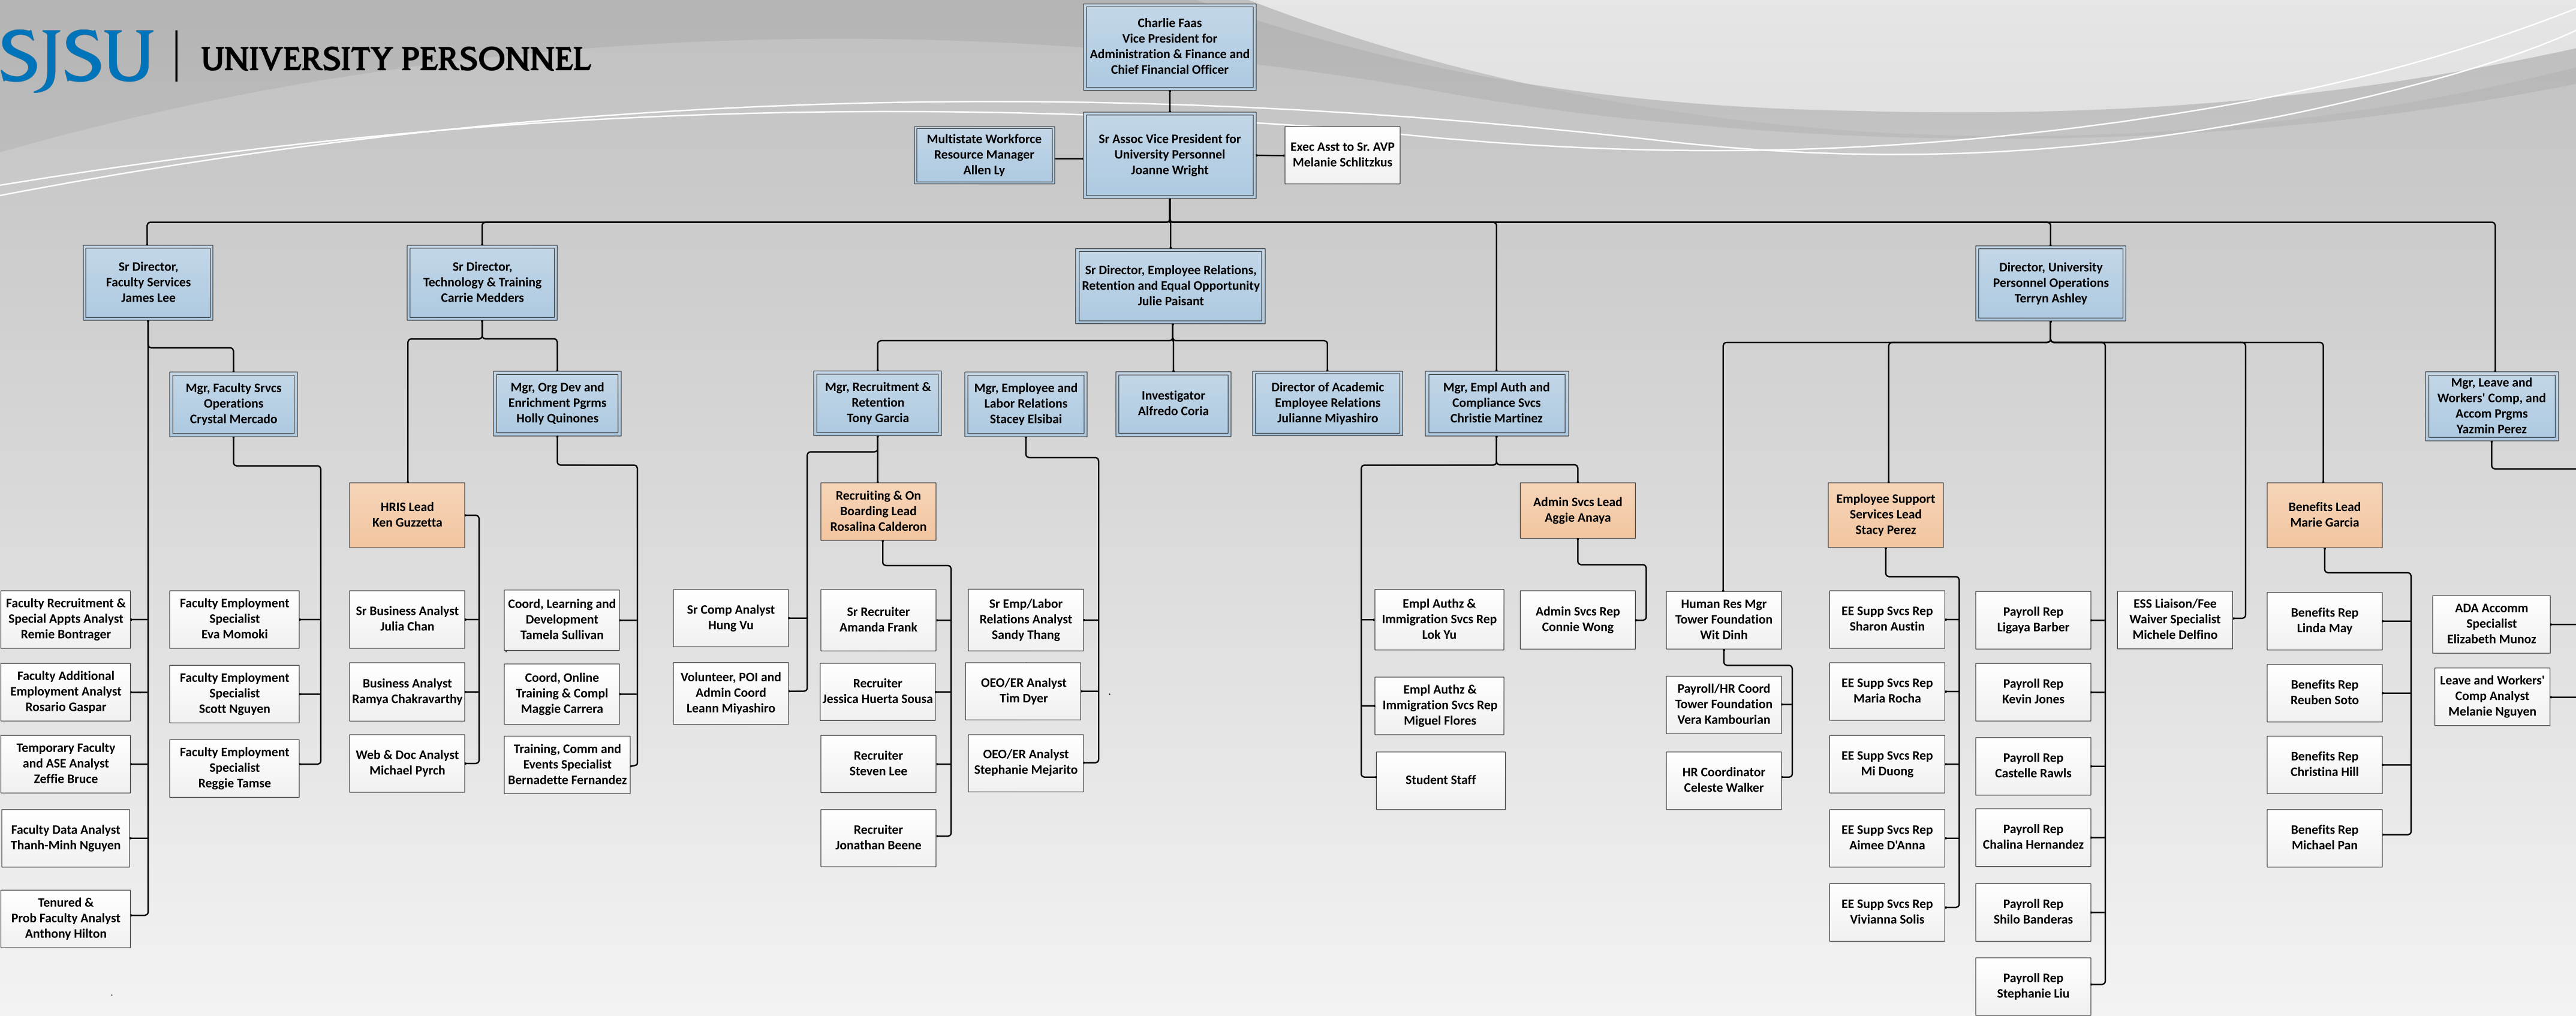 SJSU | UNIVERSITY PERSONNEL
Charlie Faas
Vice President for
Administration & Finance and
Chief Financial Officer
Multistate Workforce
Resource Manager
Allen Ly
Sr Assoc Vice President for
University Personnel
Joanne Wright
Exec Asst to Sr. AVP
Melanie Schlitzkus
Sr Director,
Faculty Services
James Lee
Sr Director,
Technology & Training
Carrie Medders
Sr Director, Employee Relations,
Retention and Equal Opportunity
Julie Paisant
Director, University
Personnel Operations
Terryn Ashley
Mgr, Faculty Srvcs
Operations
Crystal Mercado
Mgr, Org Dev and
Enrichment Pgrms
Holly Quinones
Mgr, Recruitment &
Retention
Tony Garcia
Mgr, Employee and
Labor Relations
Stacey Elsibai
Investigator
Alfredo Coria
Director of Academic
Employee Relations
Julianne Miyashiro
Mgr, Empl Auth and
Compliance Svcs
Christie Martinez
Mgr, Leave and
Workers' Comp, and
Accom Prgms
Yazmin Perez
HRIS Lead
Ken Guzzetta
Recruiting & On
Boarding Lead
Rosalina Calderon
Admin Svcs Lead
Aggie Anaya
Employee Support
Services Lead
Stacy Perez
Benefits Lead
Marie Garcia
Faculty Recruitment &
Special Appts Analyst
Remie Bontrager
Faculty Additional
Employment Analyst
Rosario Gaspar
Temporary Faculty
and ASE Analyst
Zeffie Bruce
Faculty Data Analyst
Thanh-Minh Nguyen
Tenured &
Prob Faculty Analyst
Anthony Hilton
Faculty Employment
Specialist
Eva Momoki
Faculty Employment
Specialist
Scott Nguyen
Faculty Employment
Specialist
Reggie Tamse
Sr Business Analyst
Julia Chan
Business Analyst
Ramya Chakravarthy
Web & Doc Analyst
Michael Pyrch
Coord, Learning and
Development
Tamela Sullivan
Coord, Online
Training & Compl
Maggie Carrera
Training, Comm and
Events Specialist
Bernadette Fernandez
Sr Comp Analyst
Hung Vu
Volunteer, POI and
Admin Coord
Leann Miyashiro
Sr Recruiter
Amanda Frank
Recruiter
Jessica Huerta Sousa
Recruiter
Steven Lee
Recruiter
Jonathan Beene
Sr Emp/Labor
Relations Analyst
Sandy Thang
OEO/ER Analyst
Tim Dyer
OEO/ER Analyst
Stephanie Mejarito
Empl Authz &
Immigration Svcs Rep
Lok Yu
Empl Authz &
Immigration Svcs Rep
Miguel Flores
Student Staff
Admin Svcs Rep
Connie Wong
Human Res Mgr
Tower Foundation
Wit Dinh
Payroll/HR Coord
Tower Foundation
Vera Kambourian
HR Coordinator
Celeste Walker
EE Supp Svcs Rep
Sharon Austin
EE Supp Svcs Rep
Maria Rocha
EE Supp Svcs Rep
Mi Duong
EE Supp Svcs Rep
Aimee D'Anna
EE Supp Svcs Rep
Vivianna Solis
Payroll Rep
Ligaya Barber
Payroll Rep
Kevin Jones
Payroll Rep
Castelle Rawls
Payroll Rep
Chalina Hernandez
Payroll Rep
Shilo Banderas
Payroll Rep
Stephanie Liu
ESS Liaison/Fee
Waiver Specialist
Michele Delfino
Benefits Rep
Linda May
Benefits Rep
Reuben Soto
Benefits Rep
Christina Hill
Benefits Rep
Michael Pan
ADA Accomm
Specialist
Elizabeth Munoz
Leave and Workers'
Comp Analyst
Melanie Nguyen